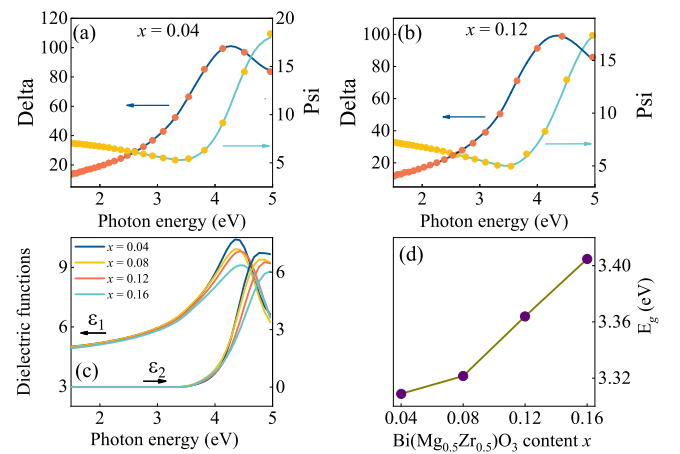 (a) x = 0.04
Delta
120
100
80
60
40
20
20
15
10
5
Psi
2 3 4 5
Photon energy (eV)
(b) x = 0.12
Delta
100
80
60
40
20
15
10
5
Psi
2 3 4 5
Photon energy (eV)
(c)
Dielectric functions
9
6
3
x = 0.04
x = 0.08
x = 0.12
x = 0.16
ε1
ε2
6
3
0
2 3 4 5
Photon energy (eV)
(d)
3.40
3.36
3.32
Eg (eV)
0.04 0.08 0.12 0.16
Bi(Mg0.5Zr0.5)O3 content x